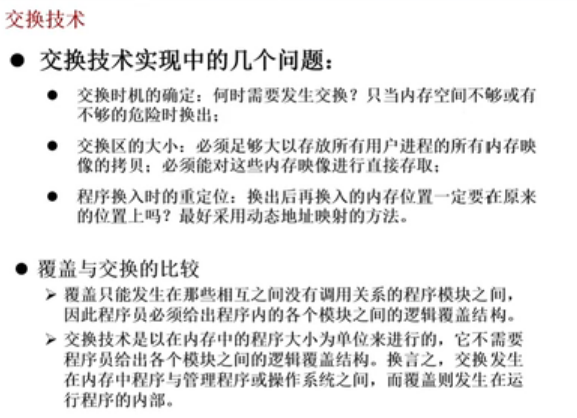 交换技术
● 交换技术实现中的几个问题：
● 交换时机的确定：何时需要发生交换？只当内存空间不够或有
不够的危险时换出；
● 交换区的大小：必须足够大以存放所有用户进程的所有内存映
像的拷贝；必须能对这些内存映像进行直接存取；
● 程序换入时的重定位：换出后再换入的内存位置一定要在原来
的位置上吗？最好采用动态地址映射的方法。
● 覆盖与交换的比较
➢ 覆盖只能发生在那些相互之间没有调用关系的程序模块之间，
因此程序员必须给出程序内的各个模块之间的逻辑覆盖结构。
➢ 交换技术是以在内存中的程序大小为单位来进行的，它不需要
程序员给出各个模块之间的逻辑覆盖结构。换言之，交换发生
在内存中程序与管理程序或操作系统之间，而覆盖则发生在运
行程序的内部。